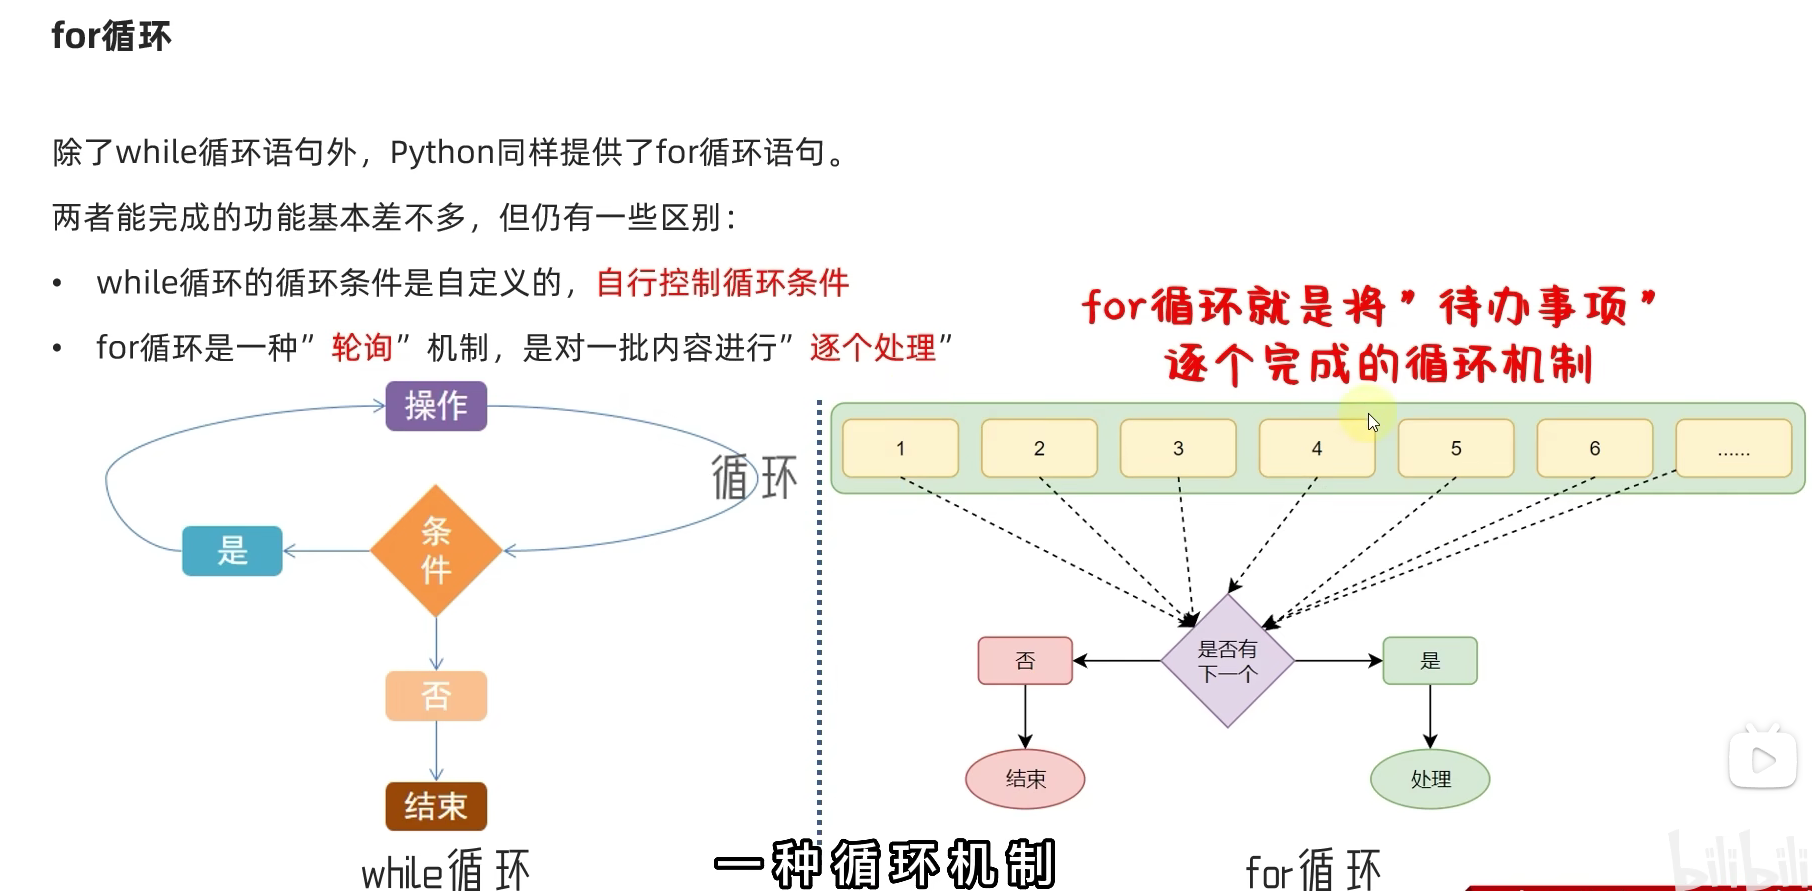 for循环
除了while循环语句外，Python同样提供了for循环语句。
两者能完成的功能基本差不多，但仍有一些区别：
• while循环的循环条件是自定义的，自行控制循环条件
• for循环是一种”轮询”机制，是对一批内容进行”逐个处理”
for循环就是将”待办事项”
逐个完成的循环机制
操作
循环
条
件
是
否
结束
while循环
1 2 3 4 5 6 ......
是否有
下一个
否
是
结束
处理
for循环
一种循环机制
bilibili